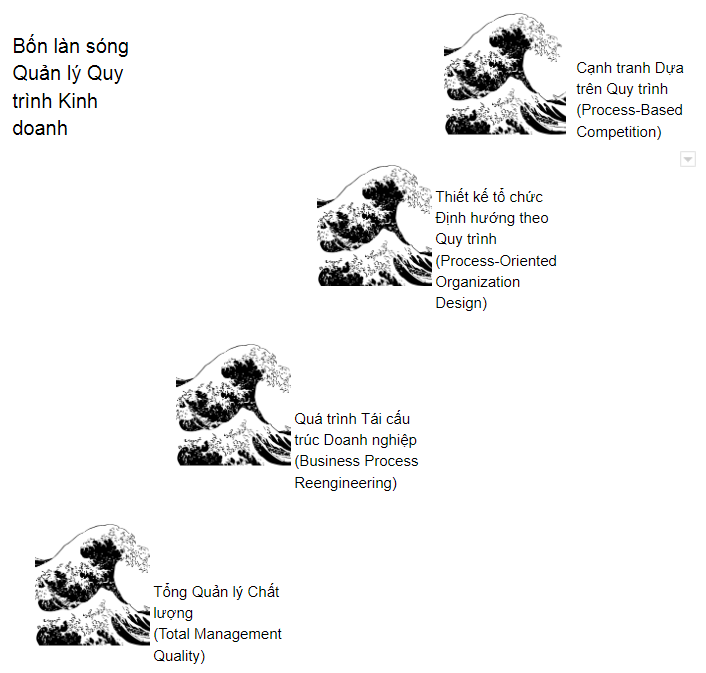 Bốn làn sóng
Quản lý Quy
trình Kinh
doanh
Cạnh tranh Dựa
trên Quy trình
(Process-Based
Competition)
Thiết kế tổ chức
Định hướng theo
Quy trình
(Process-Oriented
Organization
Design)
Quá trình Tái cấu
trúc Doanh nghiệp
(Business Process
Reengineering)
Tổng Quản lý Chất
lượng
(Total Management
Quality)